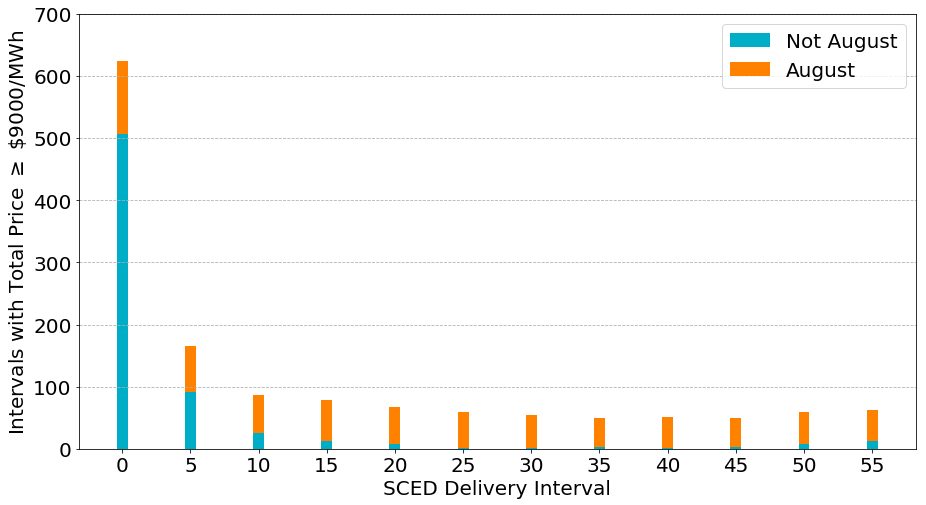 Intervals with Total Price ≥ $9000/MWh
700
600
500
400
300
200
100
0
Not August
August
0 5 10 15 20 25 30 35 40 45 50 55
SCED Delivery Interval